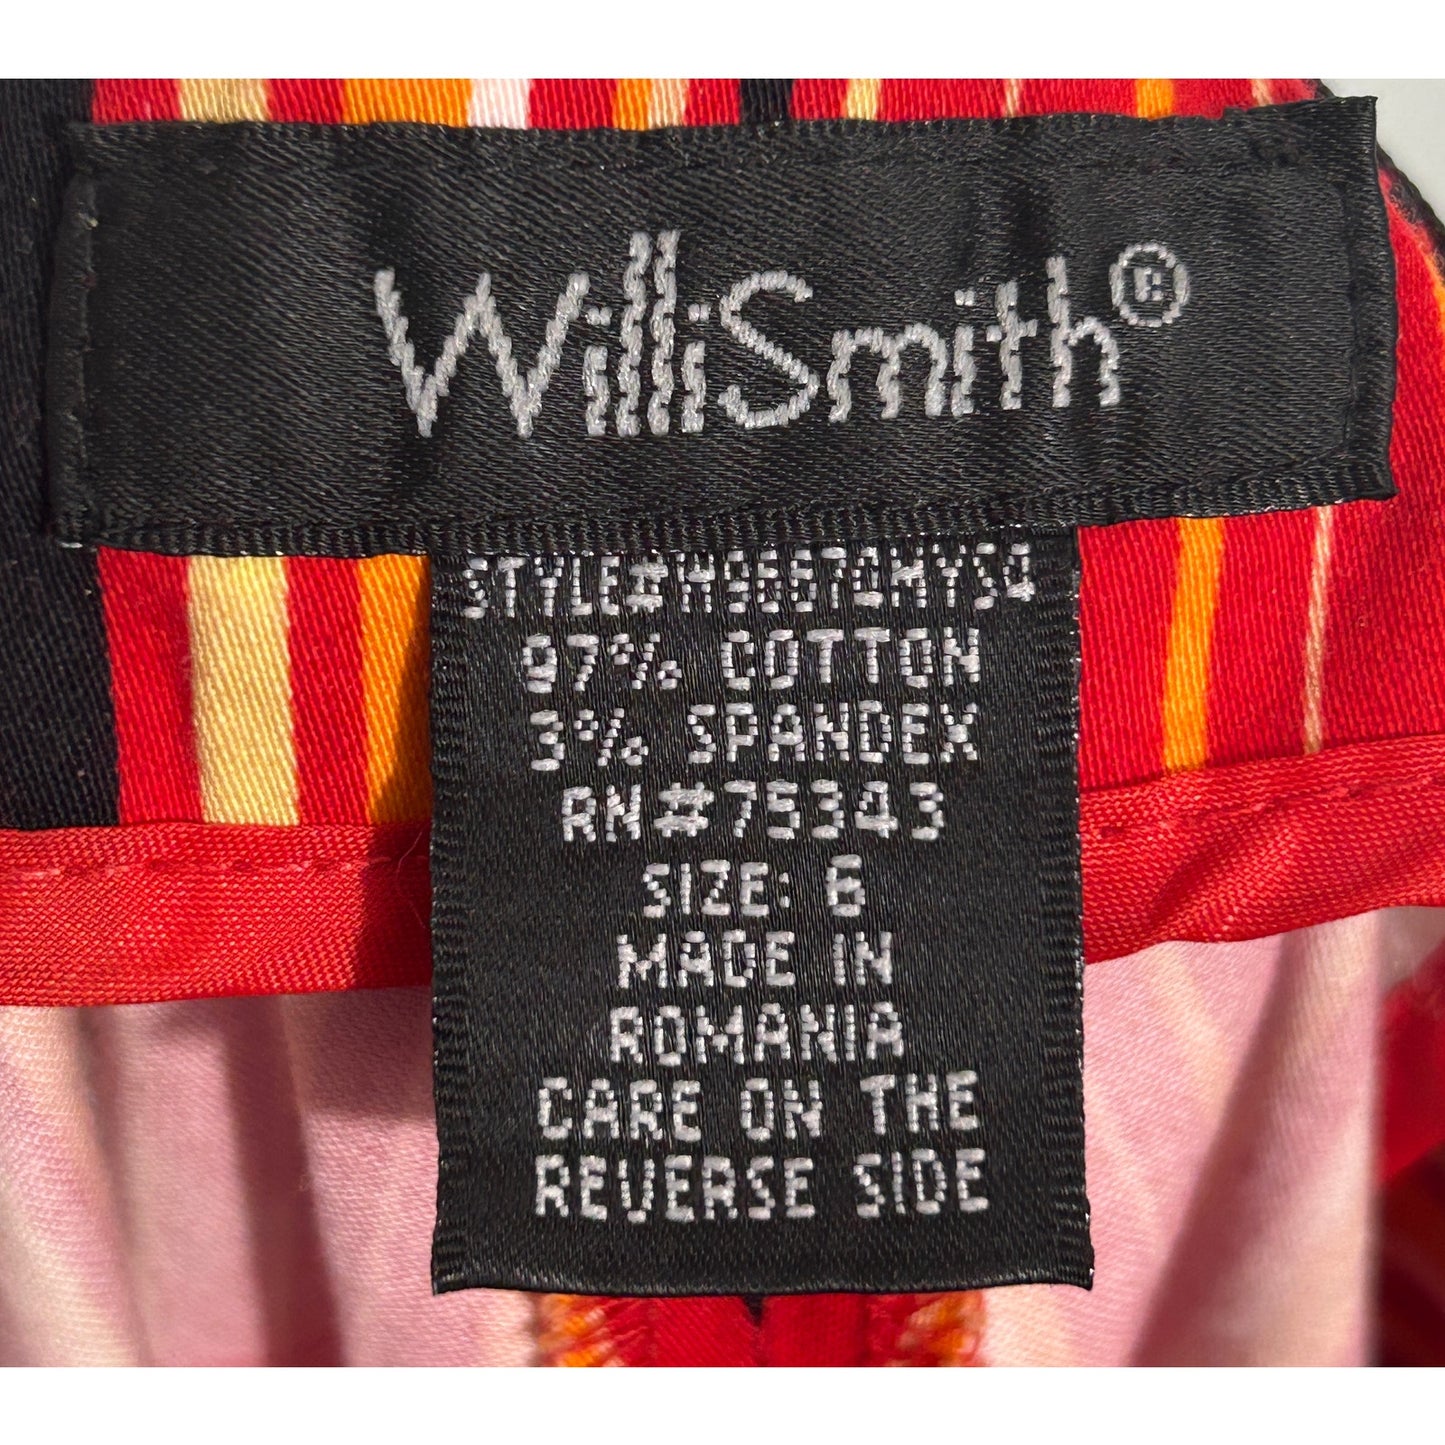 WilliSmith®
97% COTTON
3% SPANDEX
RN#75343
SIZE: 6
MADE IN
ROMANIA
CARE ON THE
REVERSE SIDE